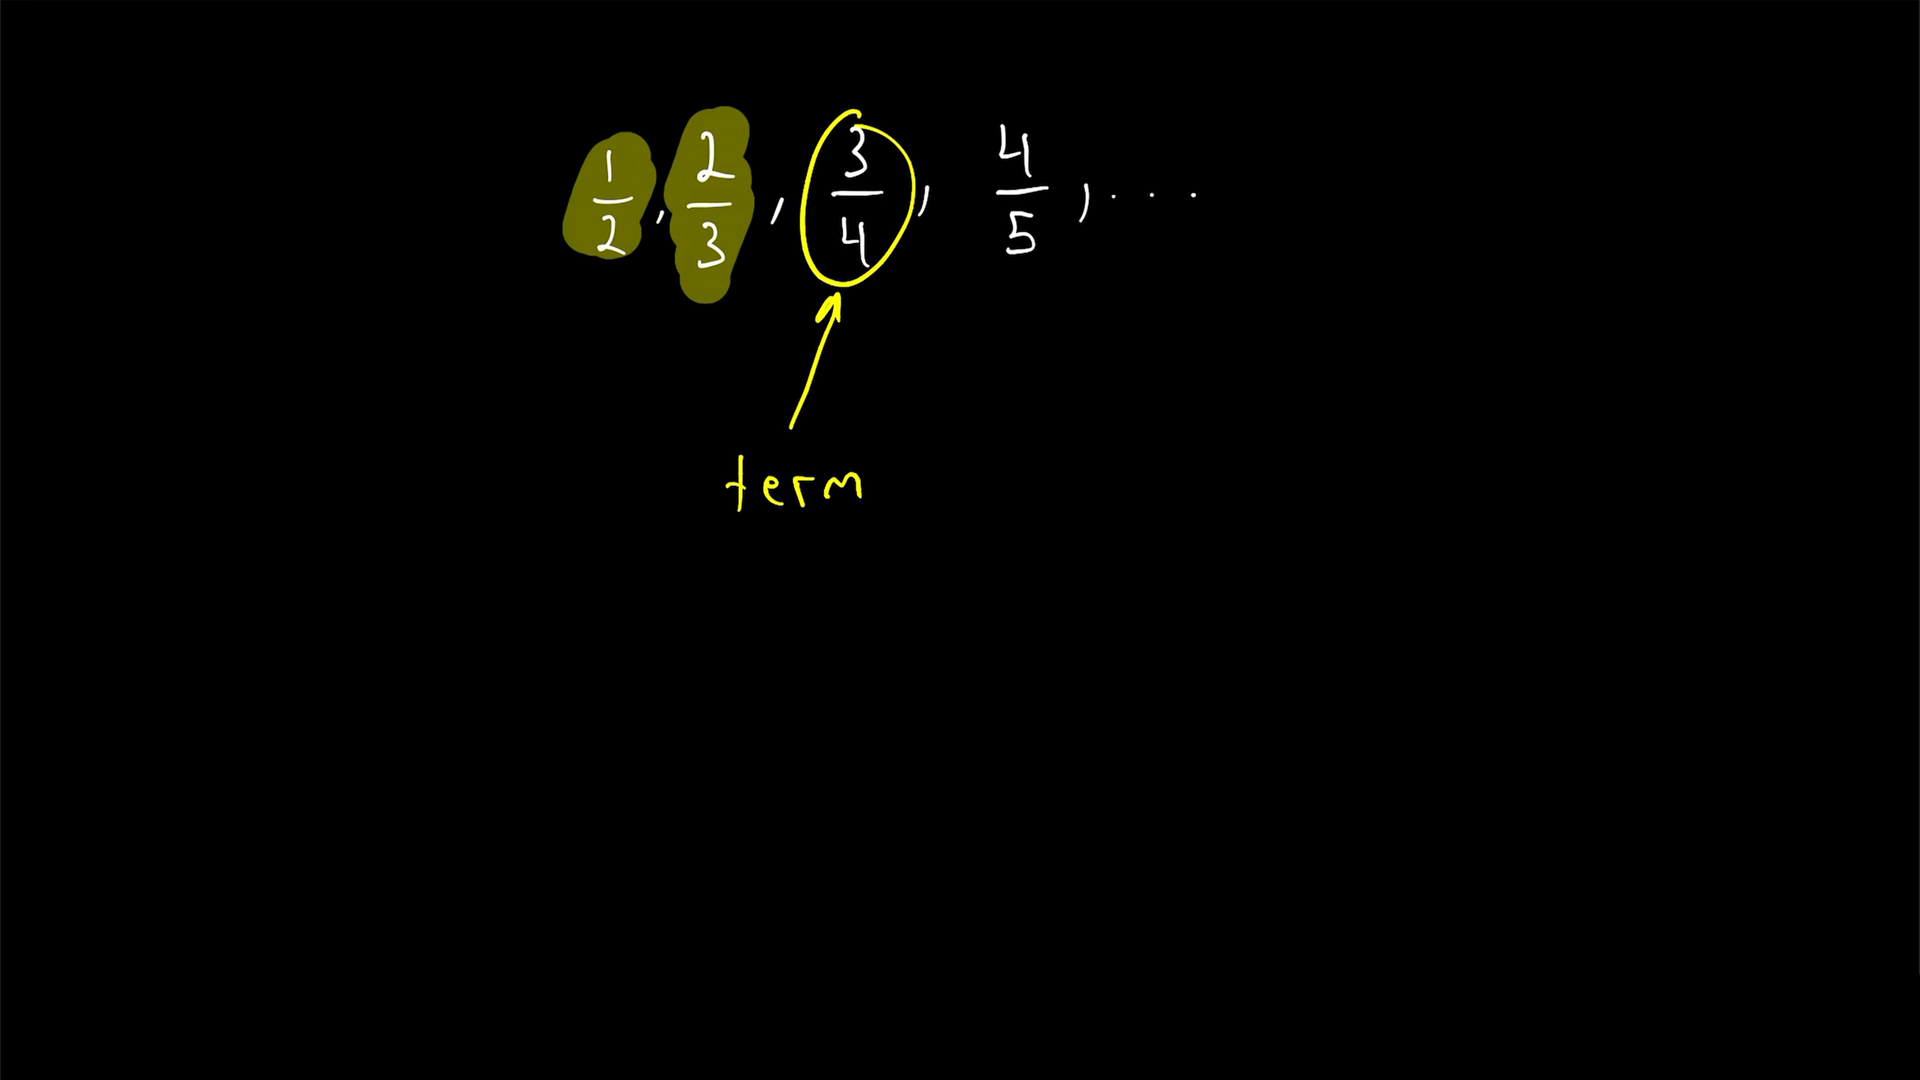 1/2, 2/3, 3/4, 4/5, ...
term